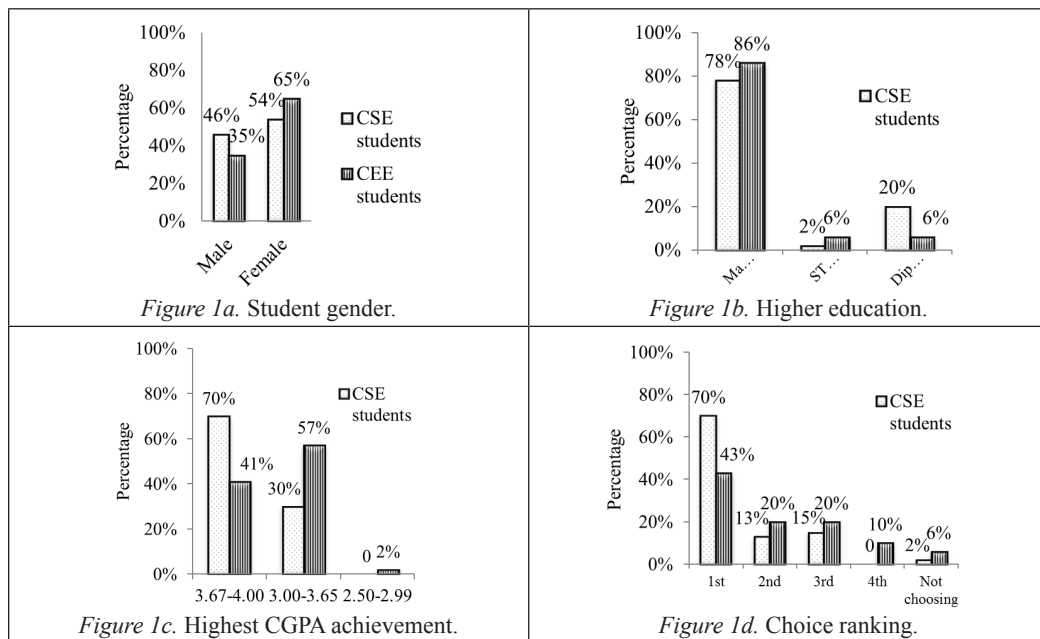 100%
80%
60%
40%
20%
0%
Percentage
46%
35%
54%
65%
Male
Female
CSE
students
CEE
students
Figure 1a. Student gender.
100%
80%
60%
40%
20%
0%
Percentage
78%
86%
2%
6%
20%
6%
Ma…
ST…
Dip…
CSE
students
Figure 1b. Higher education.
100%
80%
60%
40%
20%
0%
Percentage
70%
41%
30%
57%
0
2%
3.67-4.00 3.00-3.65 2.50-2.99
CSE
students
Figure 1c. Highest CGPA achievement.
100%
80%
60%
40%
20%
0%
Percentage
70%
43%
13%
20%
15%
20%
0
10%
2%
6%
1st 2nd 3rd 4th Not
choosing
CSE
students
Figure 1d. Choice ranking.